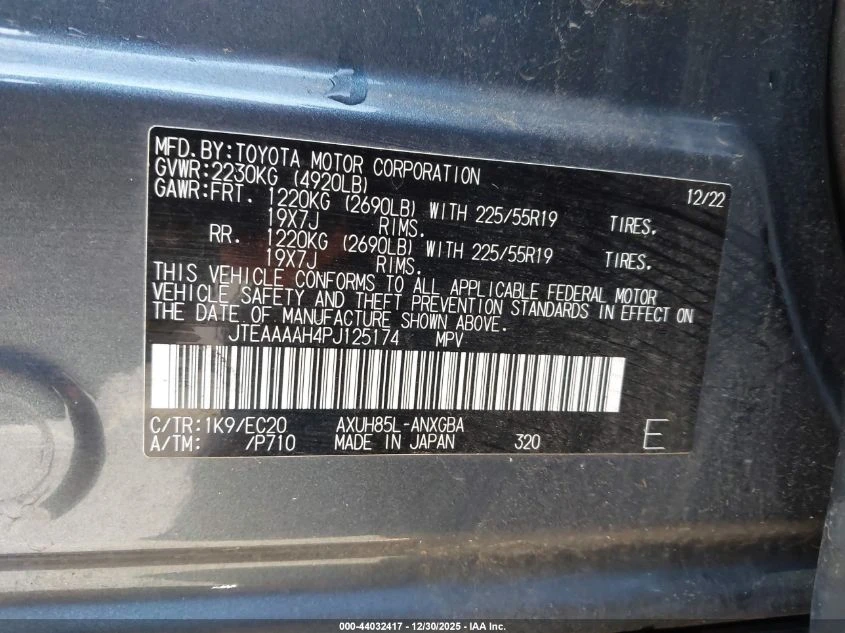 MFD. BY: TOYOTA MOTOR CORPORATION 12/22
GVWR: 2230KG (4920LB)
GAWR: FRT. 1220KG (2690LB) WITH 225/55R19 TIRES.
19X7J RIMS.
RR. 1220KG (2690LB) WITH 225/55R19 TIRES.
19X7J RIMS.
THIS VEHICLE CONFORMS TO ALL APPLICABLE FEDERAL MOTOR
VEHICLE SAFETY AND THEFT PREVENTION STANDARDS IN EFFECT ON
THE DATE OF MANUFACTURE SHOWN ABOVE.
JTEAAAAH4PJ125174 MPV
C/TR: 1K9/EC20 AXUH85L-ANXGBA
A/TM: /P710 MADE IN JAPAN 320 E
000-44032417 - 12/30/2025 - IAA Inc.